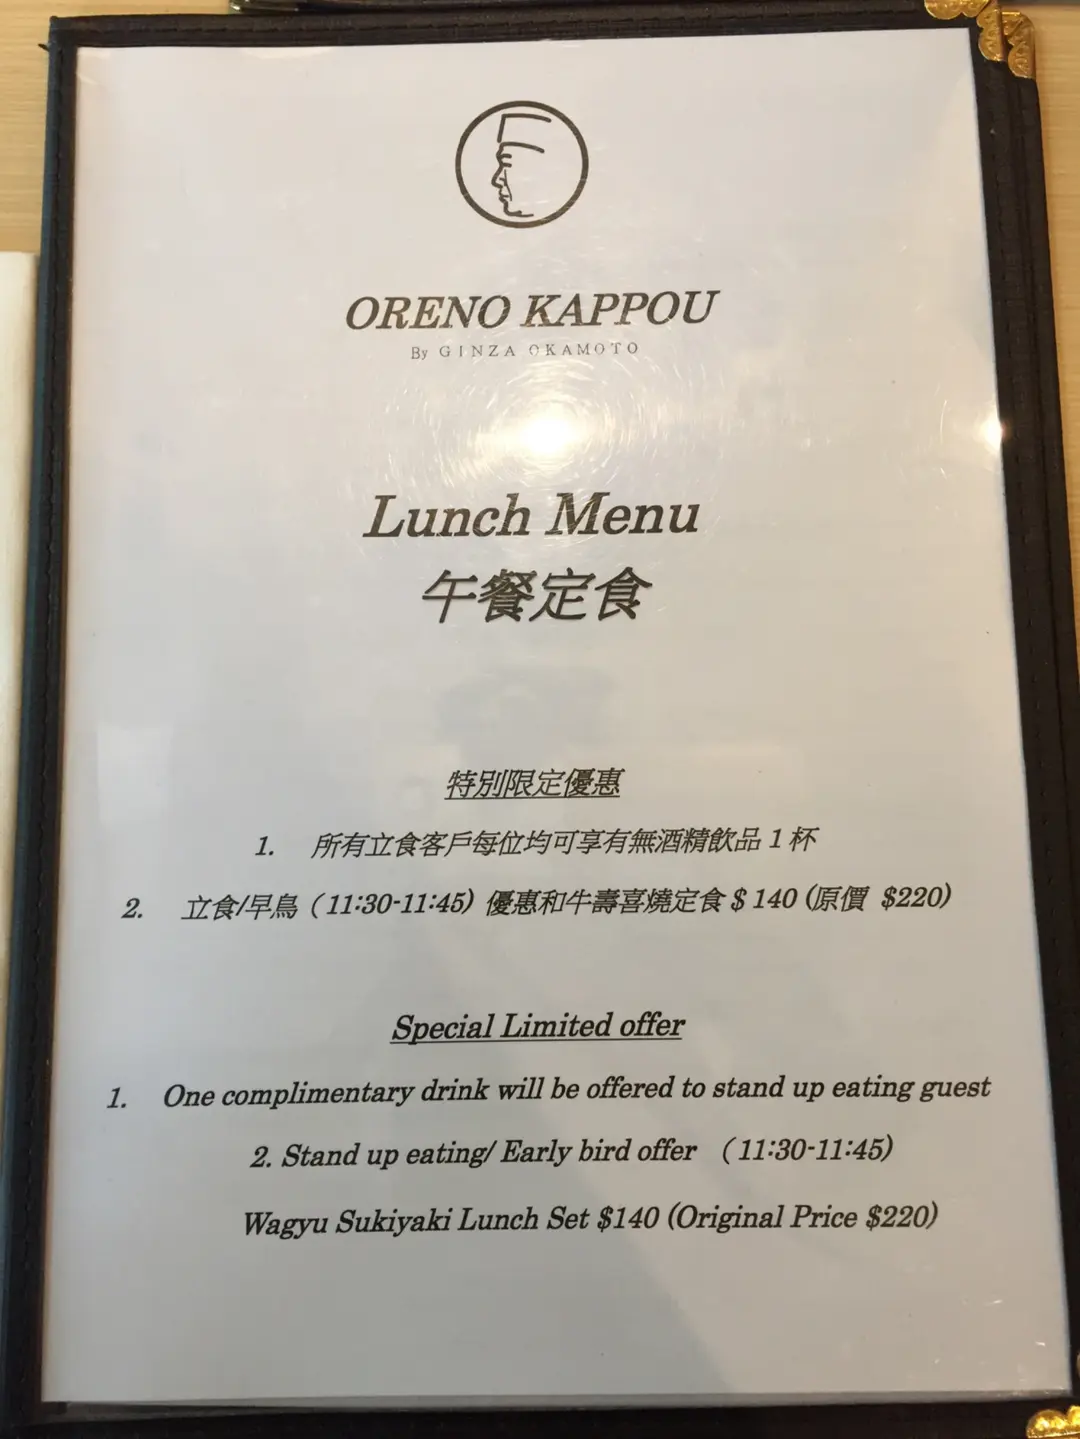 ORENO KAPPOU
By GINZA OKAMOTO
Lunch Menu
午餐定食
特別限定優惠
1. 所有立食客戶每位均可享有無酒精飲品 1 杯
2. 立食/早鳥 (11:30-11:45) 優惠和牛壽喜燒定食 $ 140 (原價 $220)
Special Limited offer
1. One complimentary drink will be offered to stand up eating guest
2. Stand up eating/ Early bird offer (11:30-11:45)
Wagyu Sukiyaki Lunch Set $140 (Original Price $220)